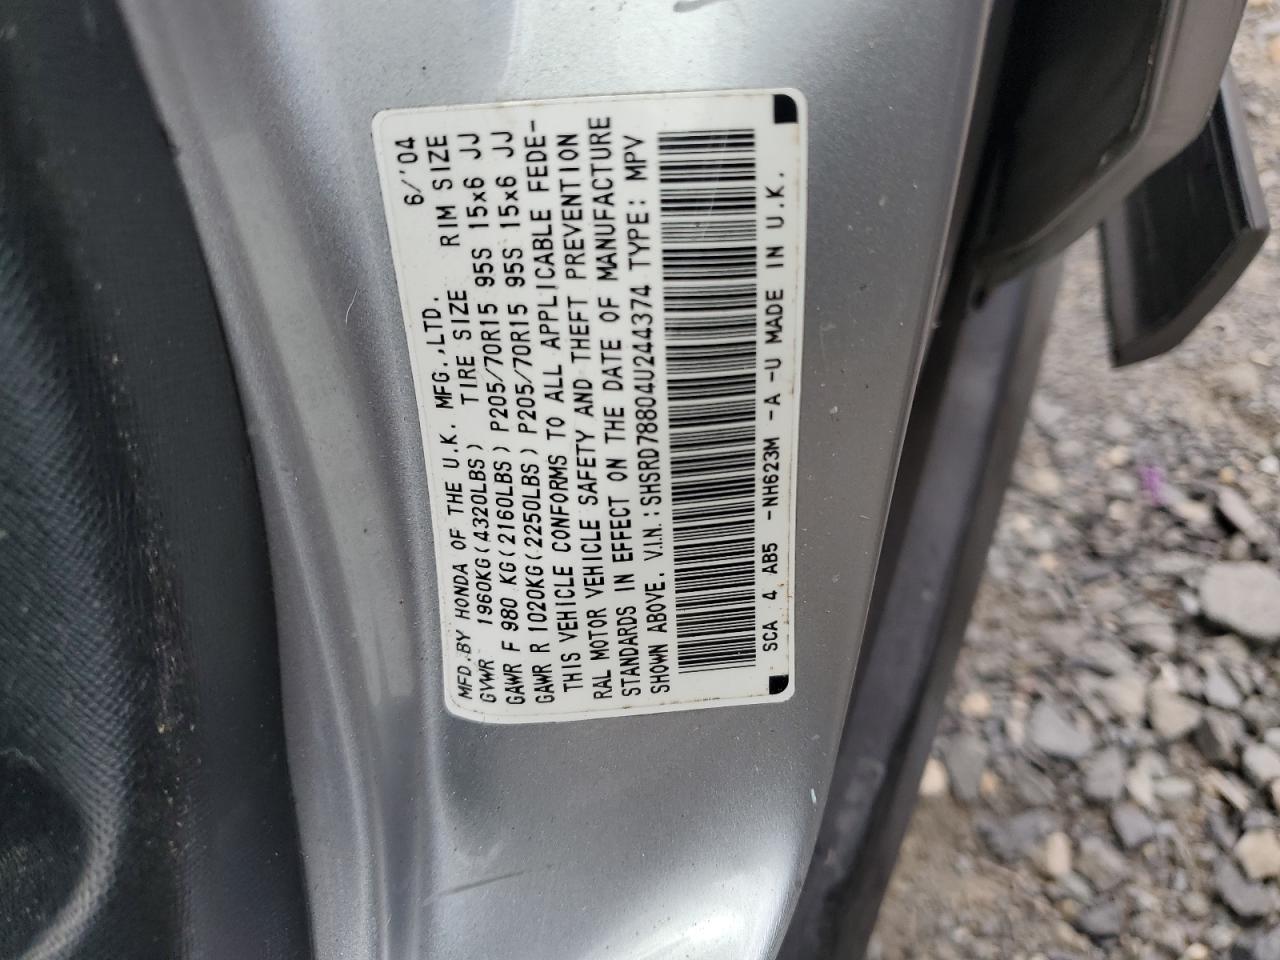 MFD.BY HONDA OF THE U.K. MFG.,LTD. 6/'04
GVWR 1960KG(4320LBS) TIRE SIZE RIM SIZE
GAWR F 980 KG(2160LBS) P205/70R15 95S 15x6 JJ
GAWR R 1020KG(2250LBS) P205/70R15 95S 15x6 JJ
THIS VEHICLE CONFORMS TO ALL APPLICABLE FEDE-
RAL MOTOR VEHICLE SAFETY AND THEFT PREVENTION
STANDARDS IN EFFECT ON THE DATE OF MANUFACTURE
SHOWN ABOVE. V.I.N.:SHSRD78804U244374 TYPE: MPV
SCA 4 AB5 -NH623M -A -U MADE IN U.K.